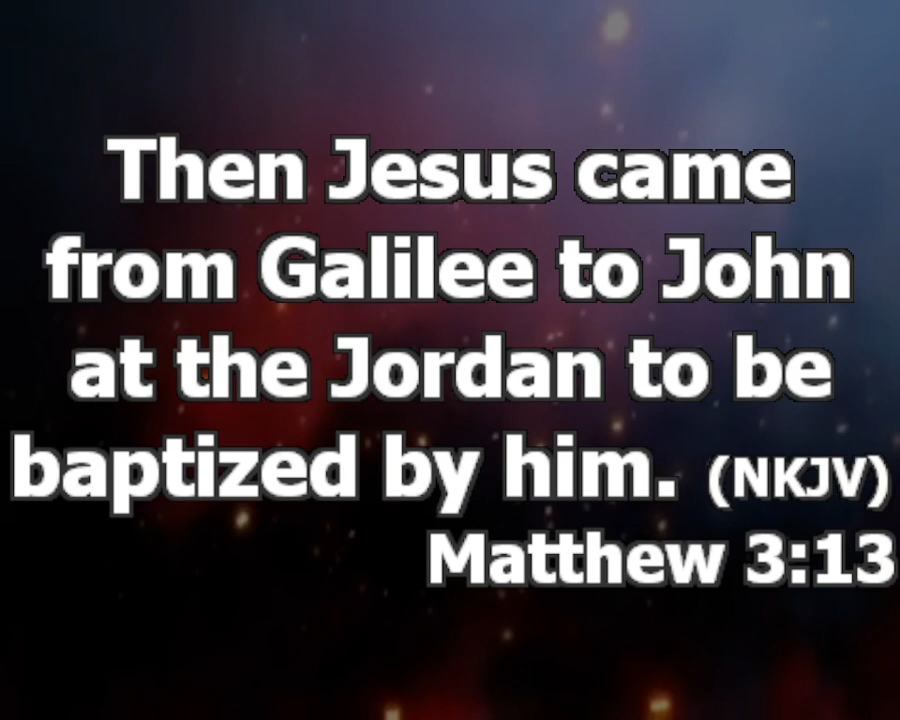 Then Jesus came
from Galilee to John
at the Jordan to be
baptized by him. (NKJV)
Matthew 3:13